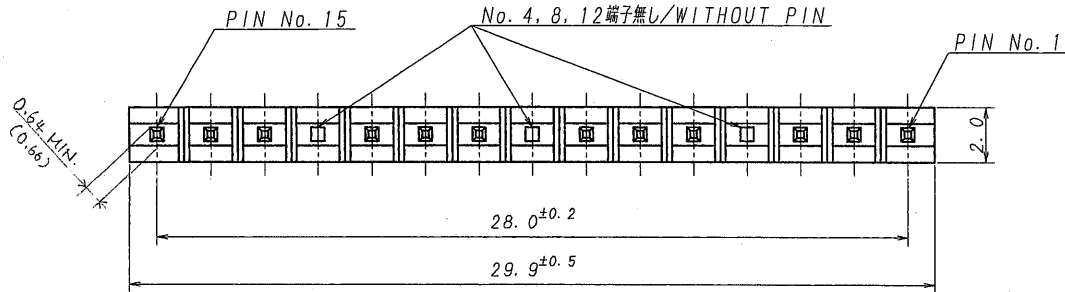 PIN No. 15
No. 4, 8, 12端子無し/WITHOUT PIN
PIN No. 1
0.64 MIN.
(0.66)
2.0
28.0±0.2
29.9±0.5